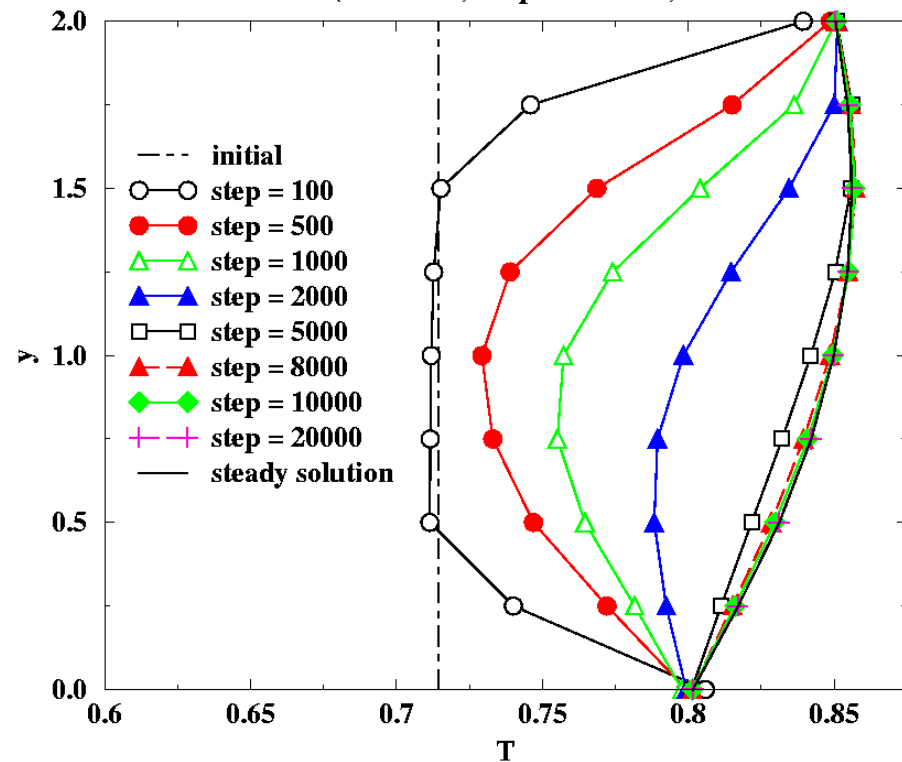 2.0
1.5
1.0
0.5
0.0
y
initial
step = 100
step = 500
step = 1000
step = 2000
step = 5000
step = 8000
step = 10000
step = 20000
steady solution
0.6 0.65 0.7 0.75 0.8 0.85
T